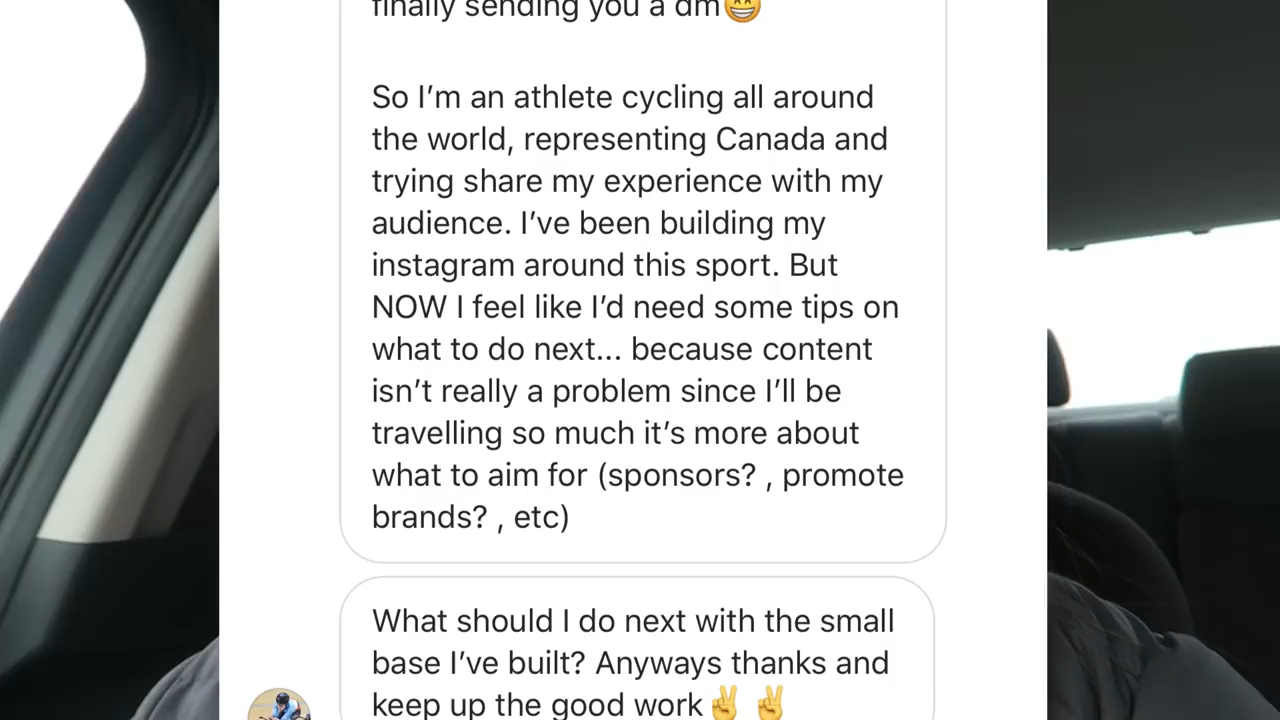 finally sending you a dm😁
So I’m an athlete cycling all around
the world, representing Canada and
trying share my experience with my
audience. I’ve been building my
instagram around this sport. But
NOW I feel like I’d need some tips on
what to do next... because content
isn’t really a problem since I’ll be
travelling so much it’s more about
what to aim for (sponsors? , promote
brands? , etc)
What should I do next with the small
base I’ve built? Anyways thanks and
keep up the good work✌️ ✌️